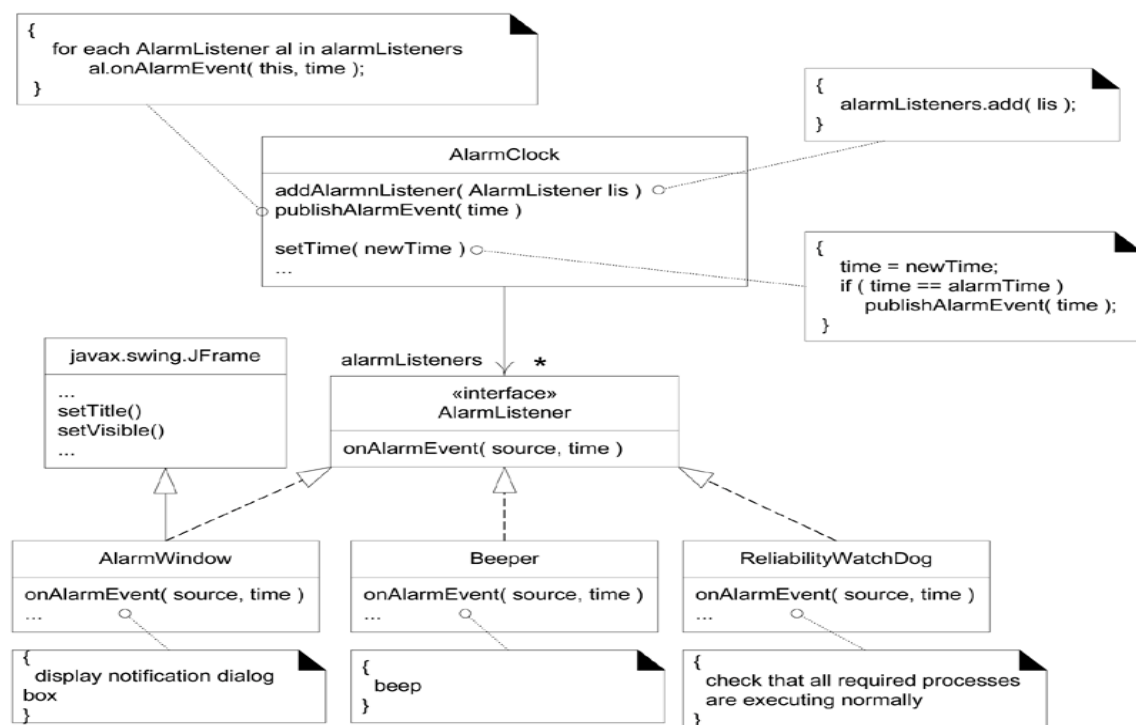 {
for each AlarmListener al in alarmListeners
al.onAlarmEvent( this, time );
}
{
alarmListeners.add( lis );
}
AlarmClock
addAlarmnListener( AlarmListener lis )
publishAlarmEvent( time )
setTime( newTime )
...
{
time = newTime;
if ( time == alarmTime )
publishAlarmEvent( time );
}
javax.swing.JFrame
...
setTitle()
setVisible()
...
alarmListeners *
«interface»
AlarmListener
onAlarmEvent( source, time )
AlarmWindow
onAlarmEvent( source, time )
...
Beeper
onAlarmEvent( source, time )
...
ReliabilityWatchDog
onAlarmEvent( source, time )
...
{
display notification dialog
box
}
{
beep
}
{
check that all required processes
are executing normally
}